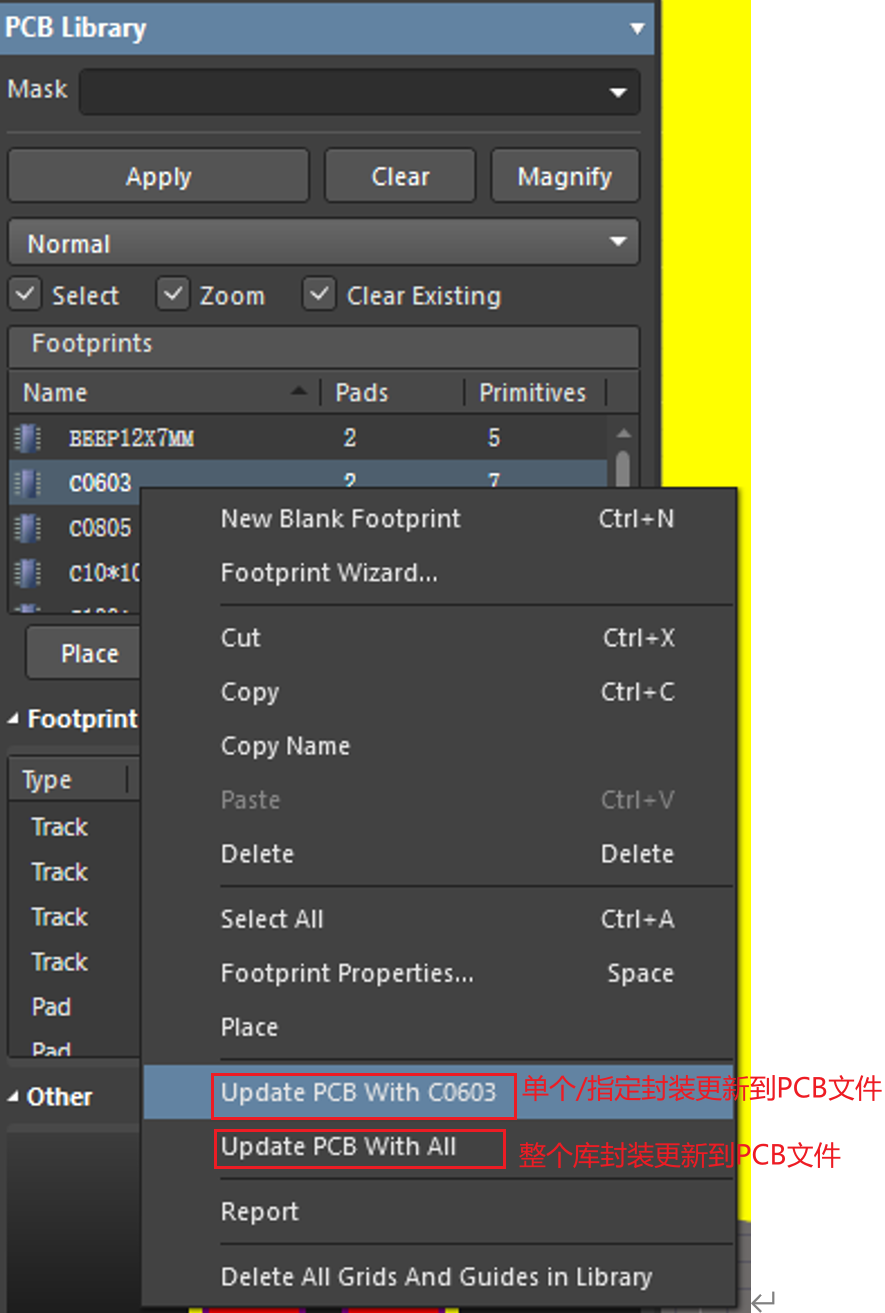 PCB Library
Mask
Apply Clear Magnify
Normal
Select Zoom Clear Existing
Footprints
Name Pads Primitives
BEEP12X7MM 2 5
C0603 2 7
C0805
C10*10
New Blank Footprint Ctrl+N
Footprint Wizard...
Cut Ctrl+X
Place
Copy Ctrl+C
Footprint
Copy Name
Type
Paste Ctrl+V
Track
Delete Delete
Track
Track
Select All Ctrl+A
Track
Footprint Properties... Space
Pad
Place
Pad
Other
Update PCB With C0603 单个/指定封装更新到PCB文件
Update PCB With All 整个库封装更新到PCB文件
Report
Delete All Grids And Guides in Library